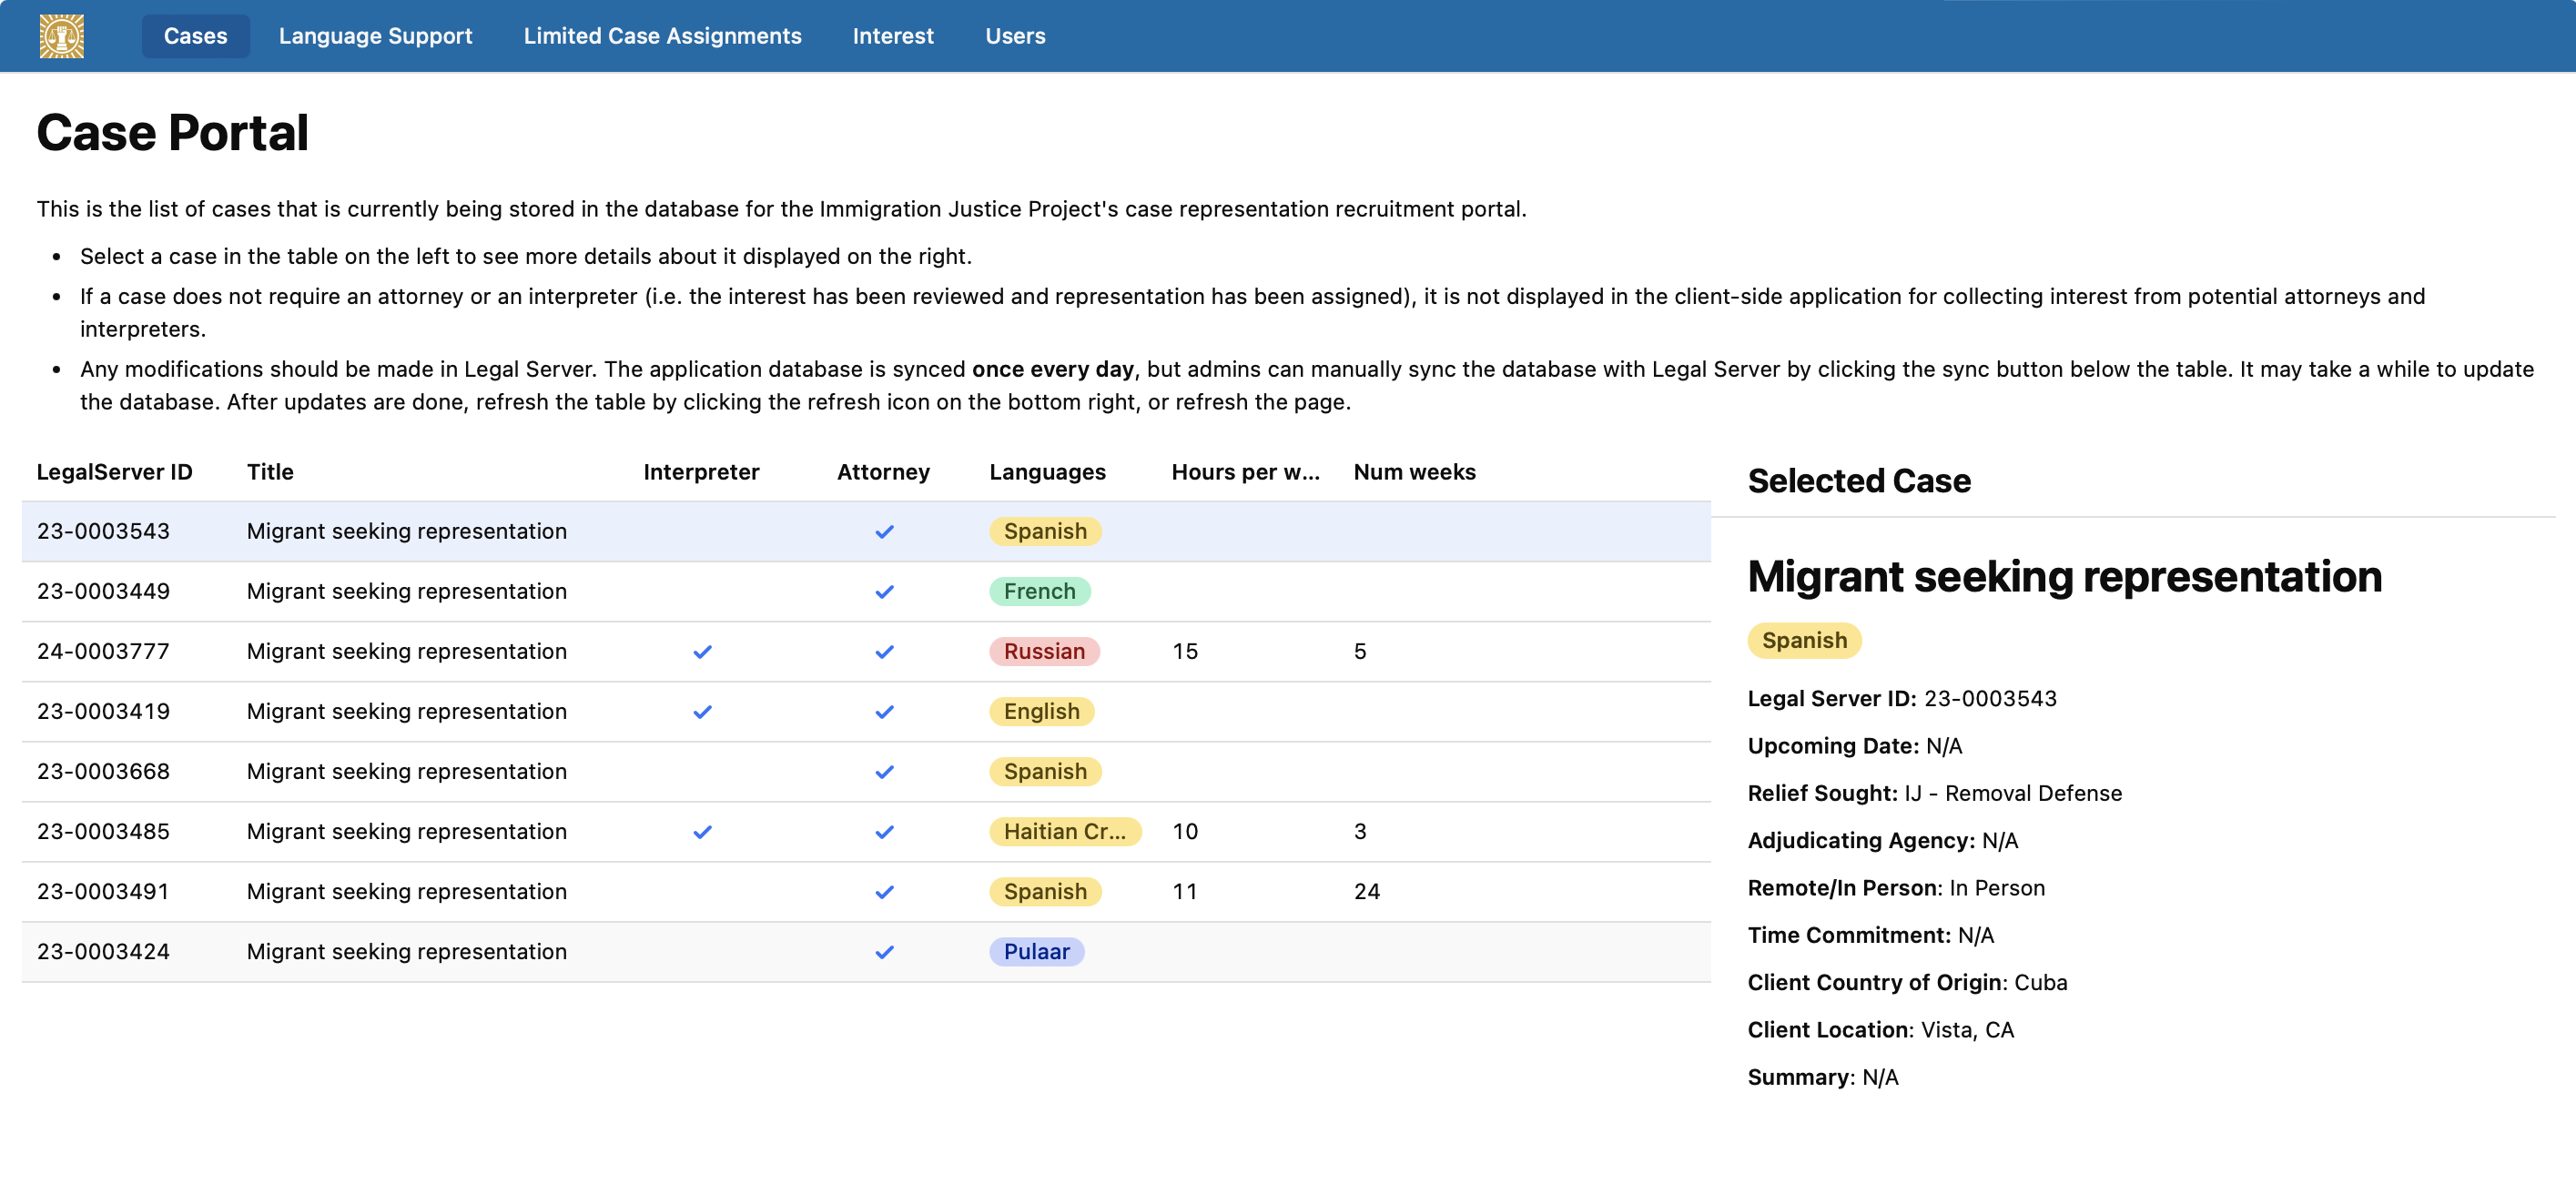 Cases Language Support Limited Case Assignments Interest Users
Case Portal
This is the list of cases that is currently being stored in the database for the Immigration Justice Project's case representation recruitment portal.
• Select a case in the table on the left to see more details about it displayed on the right.
• If a case does not require an attorney or an interpreter (i.e. the interest has been reviewed and representation has been assigned), it is not displayed in the client-side application for collecting interest from potential attorneys and
interpreters.
• Any modifications should be made in Legal Server. The application database is synced once every day, but admins can manually sync the database with Legal Server by clicking the sync button below the table. It may take a while to update
the database. After updates are done, refresh the table by clicking the refresh icon on the bottom right, or refresh the page.
LegalServer ID Title Interpreter Attorney Languages Hours per w... Num weeks
23-0003543 Migrant seeking representation ✓ Spanish
23-0003449 Migrant seeking representation ✓ French
24-0003777 Migrant seeking representation ✓ ✓ Russian 15 5
23-0003419 Migrant seeking representation ✓ ✓ English
23-0003668 Migrant seeking representation ✓ Spanish
23-0003485 Migrant seeking representation ✓ ✓ Haitian Cr... 10 3
23-0003491 Migrant seeking representation ✓ Spanish 11 24
23-0003424 Migrant seeking representation ✓ Pulaar
Selected Case
Migrant seeking representation
Spanish
Legal Server ID: 23-0003543
Upcoming Date: N/A
Relief Sought: IJ - Removal Defense
Adjudicating Agency: N/A
Remote/In Person: In Person
Time Commitment: N/A
Client Country of Origin: Cuba
Client Location: Vista, CA
Summary: N/A